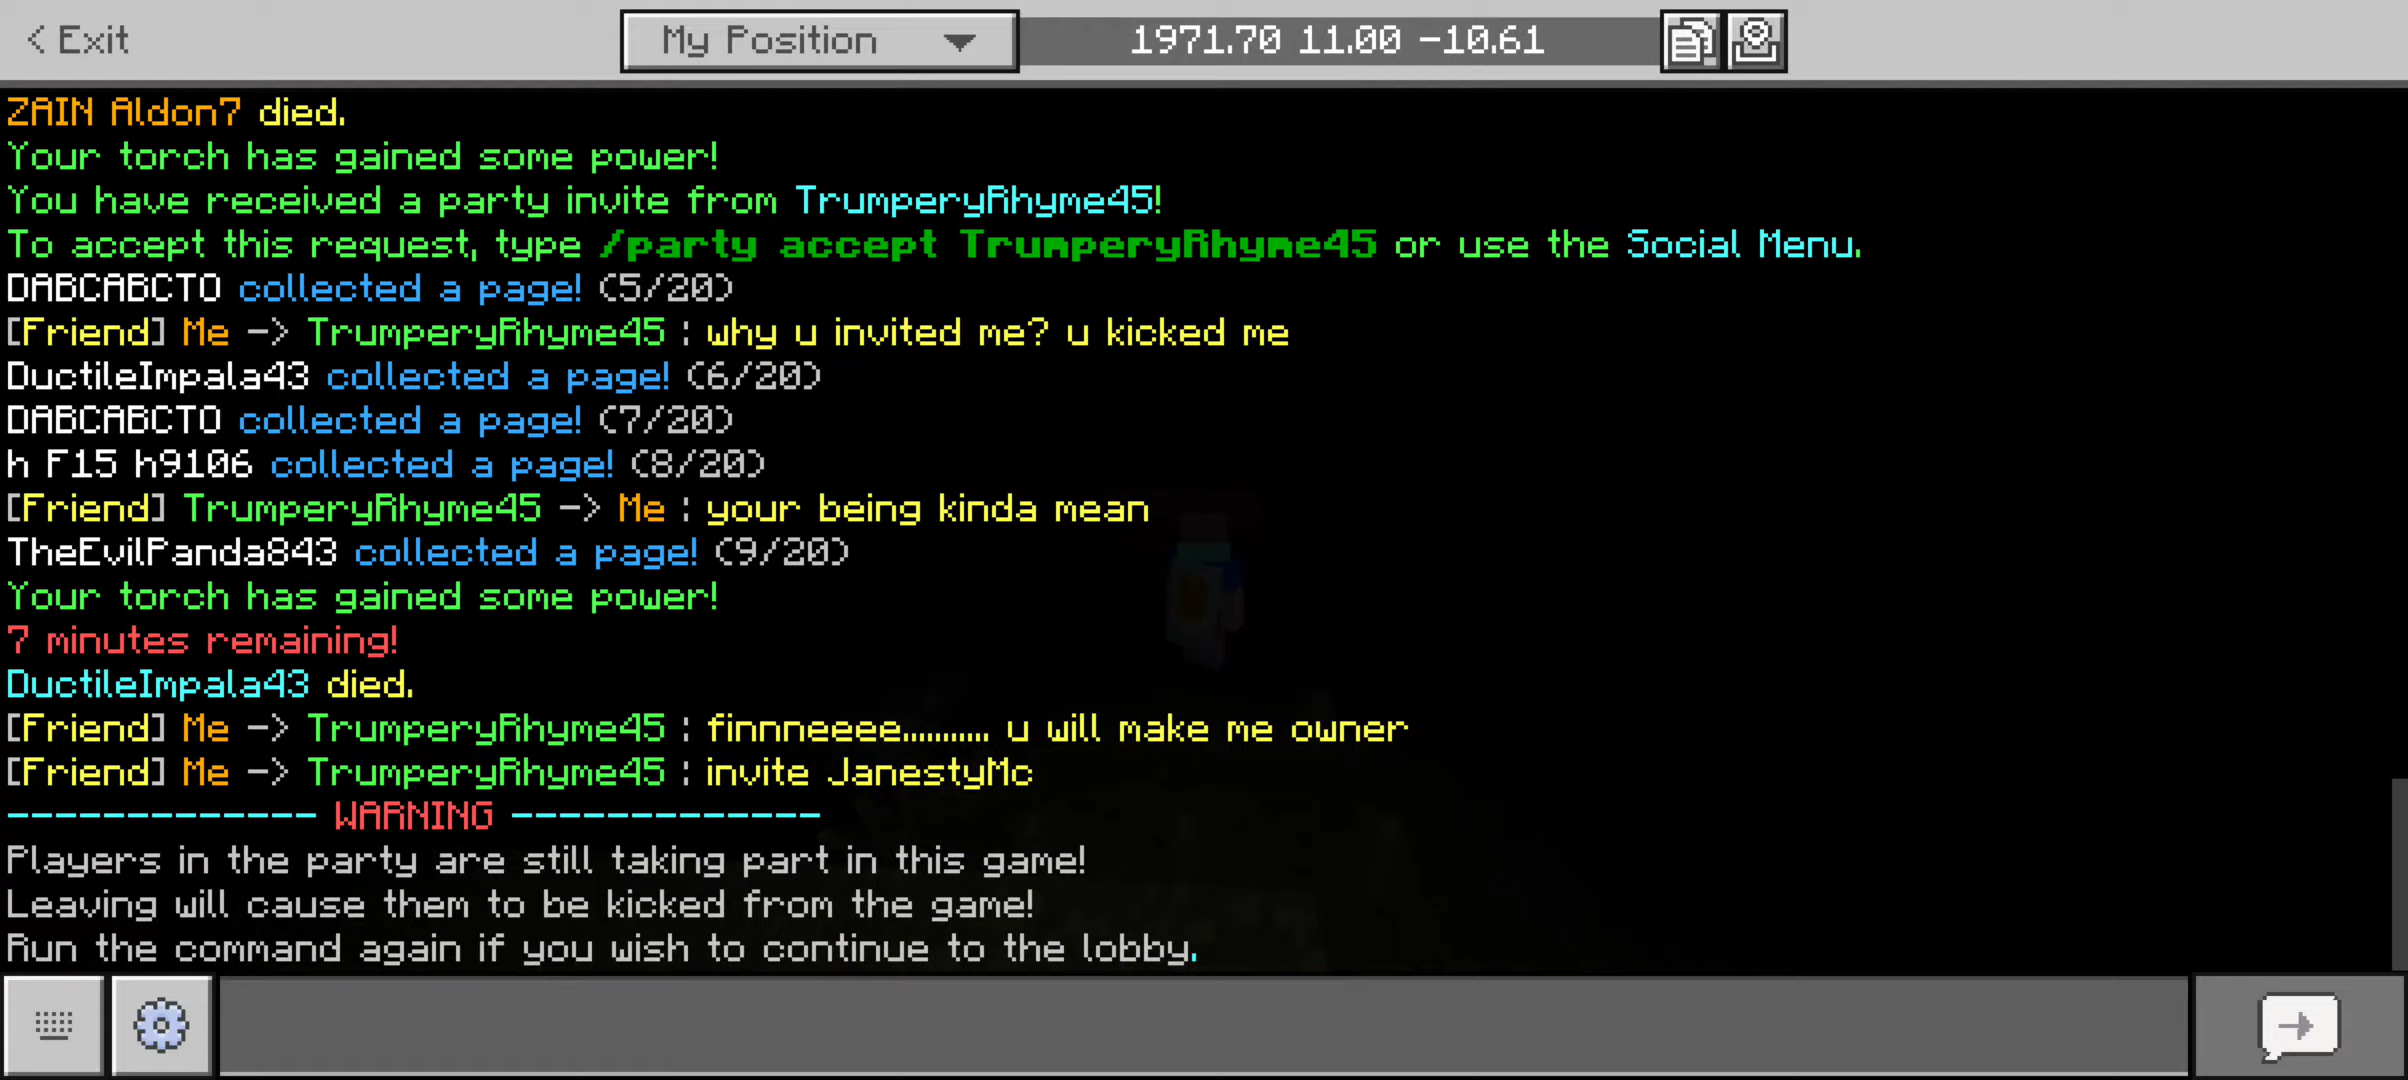 < Exit
My Position
1971.70 11.00 -10.61
ZAIN Aldon7 died.
Your torch has gained some power!
You have received a party invite from TrumperyRhyme45!
To accept this request, type /party accept TrumperyRhyme45 or use the Social Menu.
DABCABCTO collected a page! (5/20)
[Friend] Me -> TrumperyRhyme45 : why u invited me? u kicked me
DuctileImpala43 collected a page! (6/20)
DABCABCTO collected a page! (7/20)
h F15 h9106 collected a page! (8/20)
[Friend] TrumperyRhyme45 -> Me : your being kinda mean
TheEvilPanda843 collected a page! (9/20)
Your torch has gained some power!
7 minutes remaining!
DuctileImpala43 died.
[Friend] Me -> TrumperyRhyme45 : finnneeee.......... u will make me owner
[Friend] Me -> TrumperyRhyme45 : invite JanestyMc
------------- WARNING -------------
Players in the party are still taking part in this game!
Leaving will cause them to be kicked from the game!
Run the command again if you wish to continue to the lobby.